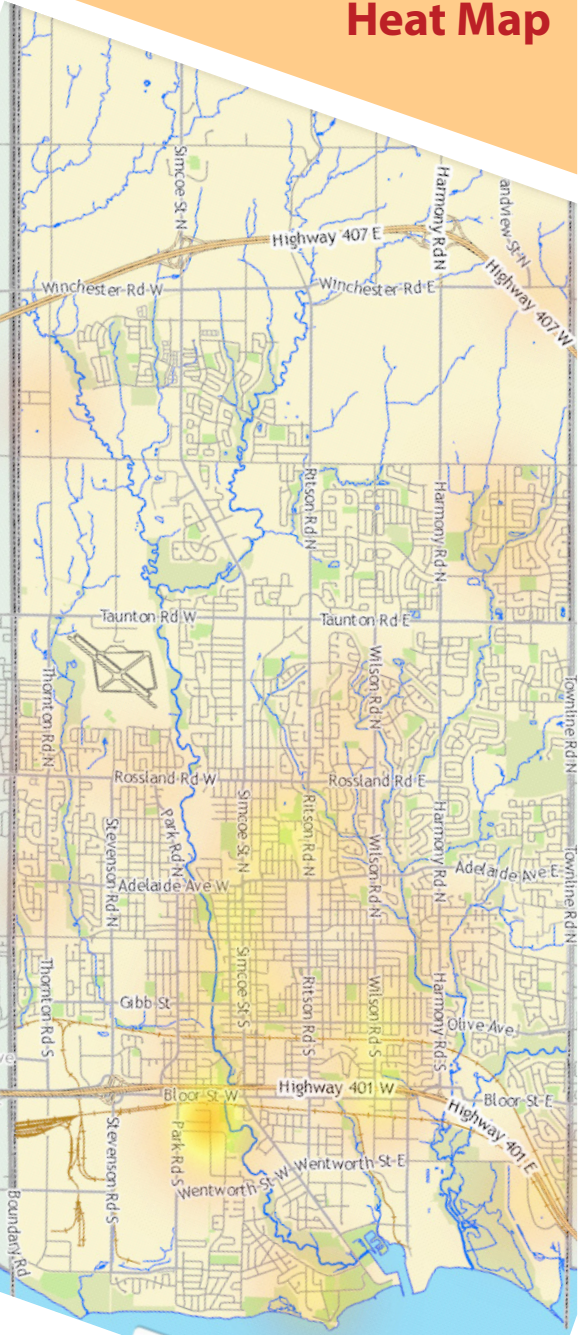 Heat Map
Simcoe-St-N
Harmony Rd N
andview-St-N
Highway 407 E
Highway 407 W
Winchester-Rd-W
Winchester-Rd-E
Ritson-Rd-N
Harmony-Rd-N
Taunton-Rd-W
Taunton-Rd-E
Thornton-Rd-N
Wilson-Rd-N
Townline-Rd-N
Rossland-Rd-W
Rossland Rd-E
Stevenson-Rd-N
Park-Rd-N
Simcoe-St-N
Ritson-Rd-N
Wilson-Rd-N
Harmony-Rd-N
Townline-Rd-N
Adelaide-Ave-W
Adelaide-Ave-E
Thornton-Rd-S
Gibb-St
Simcoe-St-S
Ritson-Rd-S
Wilson-Rd-S
Harmony-Rd-S
Olive-Ave
ve
Highway 401 W
Bloor-St-W
Bloor-St-E
Highway 401 E
Stevenson-Rd-S
Park-Rd-S
Wentworth-St-W
Wentworth-St-E
Boundary-Rd